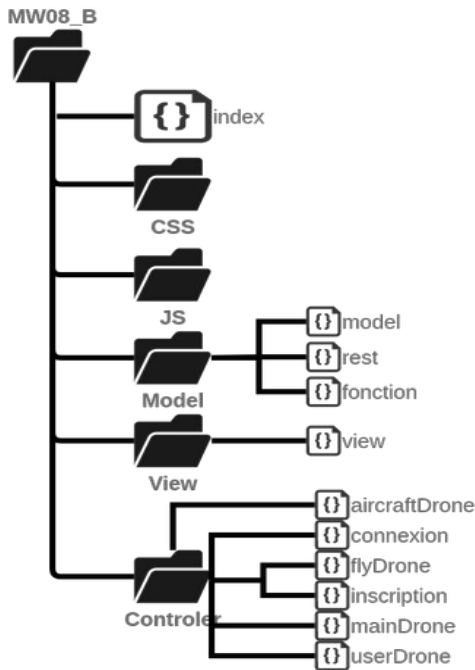 MW08_B
{} index
CSS
JS
{} model
{} rest
Model
{} fonction
{} view
View
{} aircraftDrone
{} connexion
{} flyDrone
{} inscription
Controler
{} mainDrone
{} userDrone